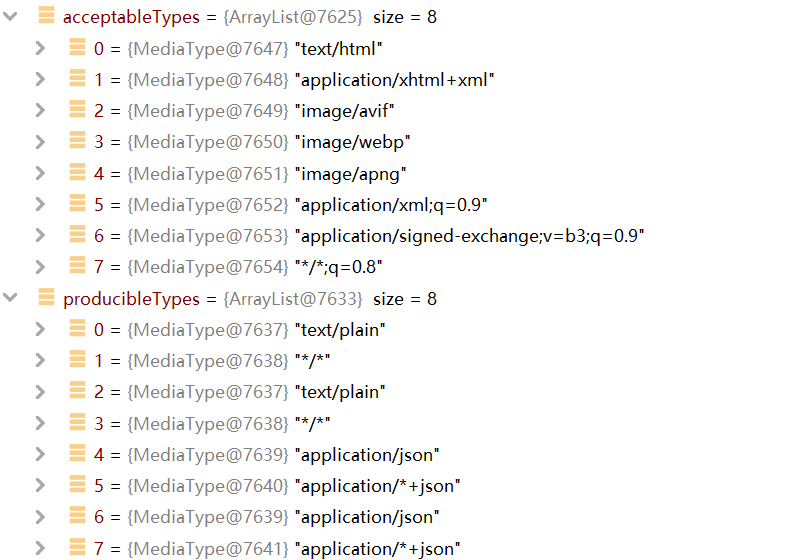 acceptableTypes = {ArrayList@7625} size = 8
0 = {MediaType@7647} "text/html"
1 = {MediaType@7648} "application/xhtml+xml"
2 = {MediaType@7649} "image/avif"
3 = {MediaType@7650} "image/webp"
4 = {MediaType@7651} "image/apng"
5 = {MediaType@7652} "application/xml;q=0.9"
6 = {MediaType@7653} "application/signed-exchange;v=b3;q=0.9"
7 = {MediaType@7654} "*/*;q=0.8"
producibleTypes = {ArrayList@7633} size = 8
0 = {MediaType@7637} "text/plain"
1 = {MediaType@7638} "*/*"
2 = {MediaType@7637} "text/plain"
3 = {MediaType@7638} "*/*"
4 = {MediaType@7639} "application/json"
5 = {MediaType@7640} "application/*+json"
6 = {MediaType@7639} "application/json"
7 = {MediaType@7641} "application/*+json"